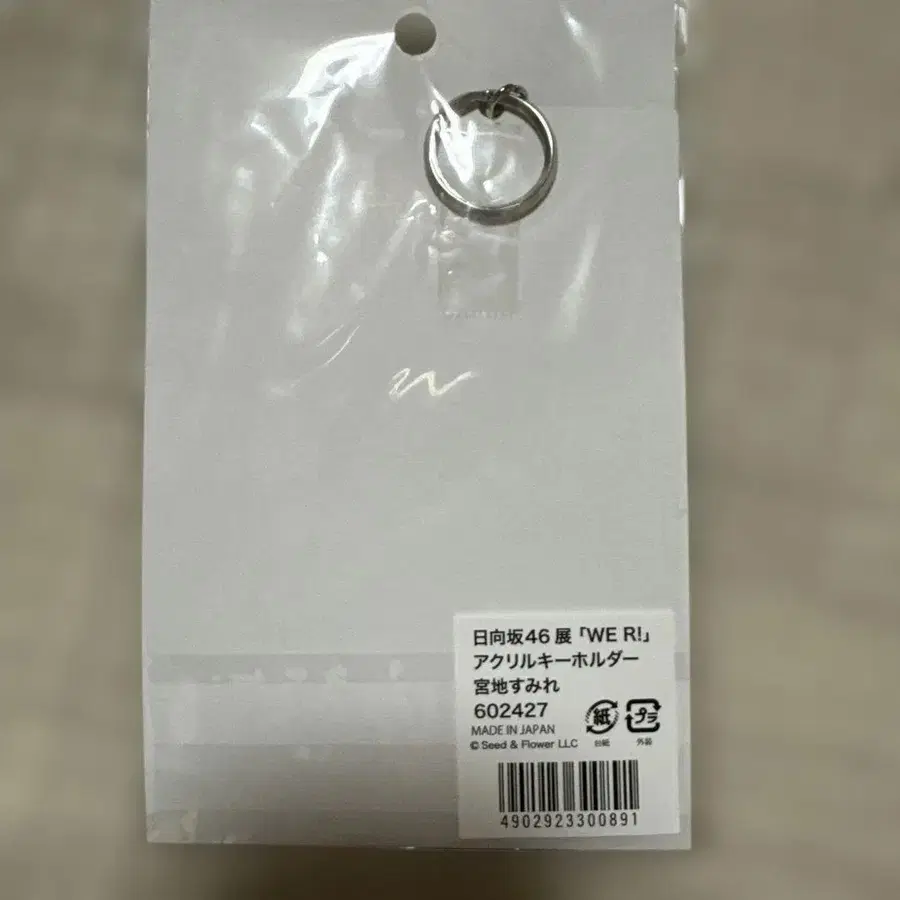 日向坂46展「WE R!」
アクリルキーホルダー
宮地すみれ
602427
紙
プラ
台紙
外装
MADE IN JAPAN
© Seed & Flower LLC
4902923300891